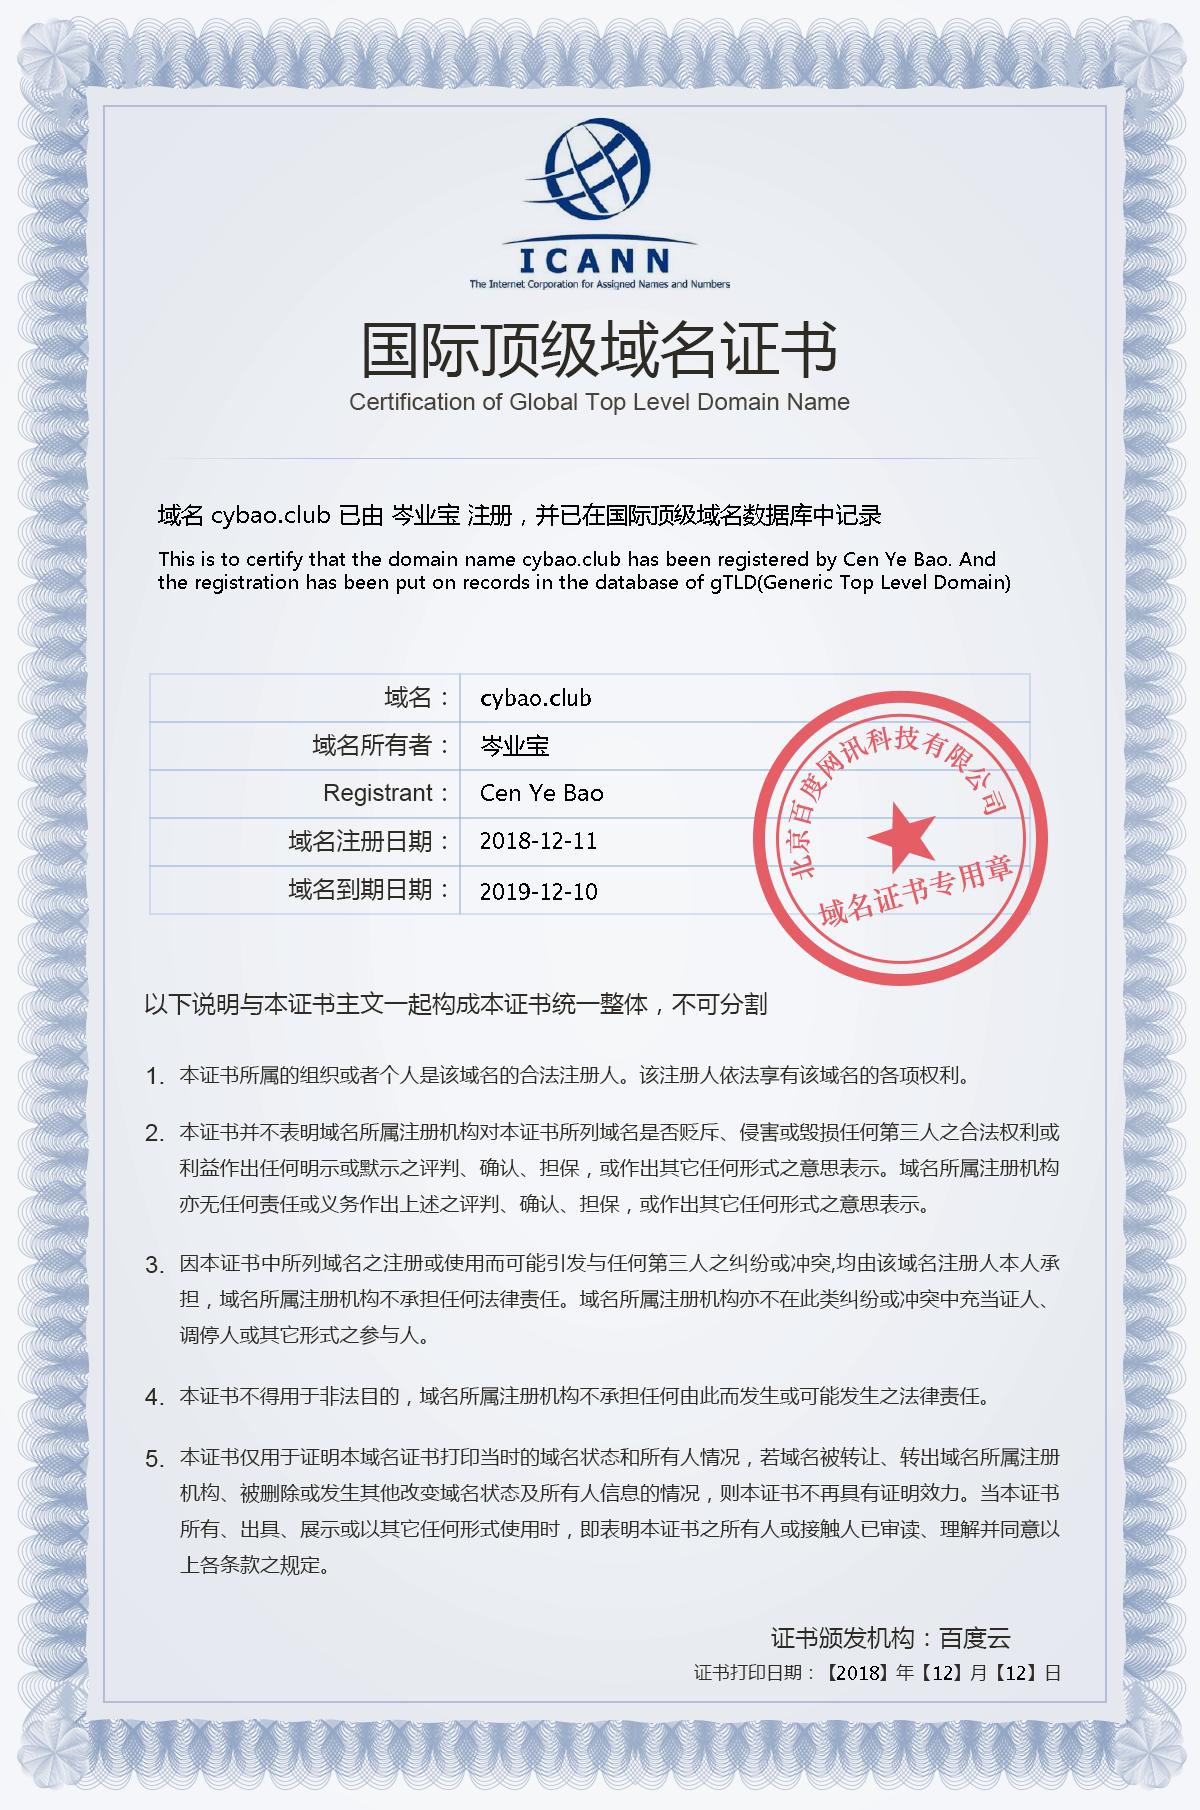 ICANN
The Internet Corporation for Assigned Names and Numbers
国际顶级域名证书
Certification of Global Top Level Domain Name
域名 cybao.club 已由 岑业宝 注册，并已在国际顶级域名数据库中记录
This is to certify that the domain name cybao.club has been registered by Cen Ye Bao. And
the registration has been put on records in the database of gTLD(Generic Top Level Domain)
域名： cybao.club
域名所有者： 岑业宝
Registrant： Cen Ye Bao
域名注册日期： 2018-12-11
域名到期日期： 2019-12-10
北京百度网讯科技有限公司
域名证书专用章
以下说明与本证书主文一起构成本证书统一整体，不可分割
1. 本证书所属的组织或者个人是该域名的合法注册人。该注册人依法享有该域名的各项权利。
2. 本证书并不表明域名所属注册机构对本证书所列域名是否贬斥、侵害或毁损任何第三人之合法权利或
利益作出任何明示或默示之评判、确认、担保，或作出其它任何形式之意思表示。域名所属注册机构
亦无任何责任或义务作出上述之评判、确认、担保，或作出其它任何形式之意思表示。
3. 因本证书中所列域名之注册或使用而可能引发与任何第三人之纠纷或冲突,均由该域名注册人本人承
担，域名所属注册机构不承担任何法律责任。域名所属注册机构亦不在此类纠纷或冲突中充当证人、
调停人或其它形式之参与人。
4. 本证书不得用于非法目的，域名所属注册机构不承担任何由此而发生或可能发生之法律责任。
5. 本证书仅用于证明本域名证书打印当时的域名状态和所有人情况，若域名被转让、转出域名所属注册
机构、被删除或发生其他改变域名状态及所有人信息的情况，则本证书不再具有证明效力。当本证书
所有、出具、展示或以其它任何形式使用时，即表明本证书之所有人或接触人已审读、理解并同意以
上各条款之规定。
证书颁发机构：百度云
证书打印日期：【2018】年【12】月【12】日